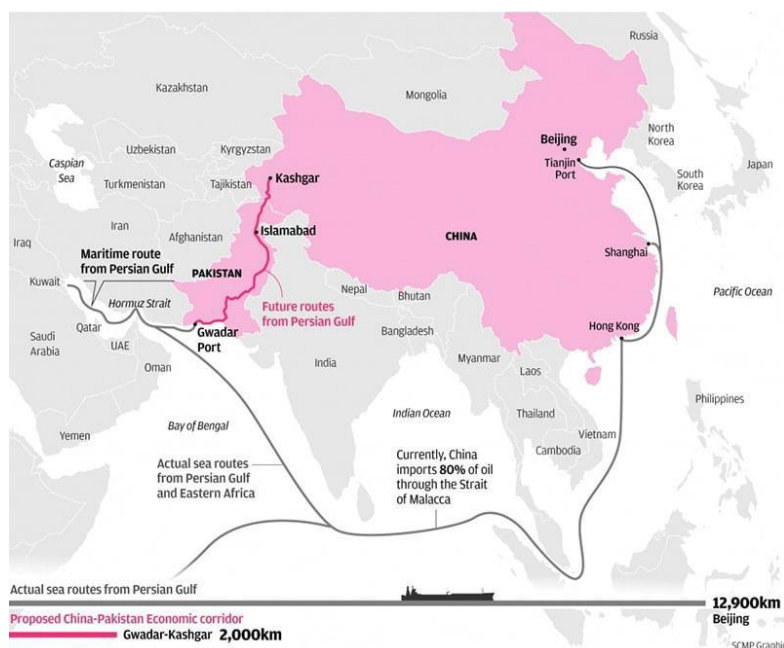 Russia
Kazakhstan
Mongolia
Uzbekistan
Kyrgyzstan
Beijing
North
Korea
Caspian
Sea
Tianjin
Port
Turkmenistan
Tajikistan
Kashgar
South
Korea
Japan
Iran
Afghanistan
Islamabad
CHINA
Iraq
Shanghai
Maritime route
from Persian Gulf
PAKISTAN
Kuwait
Nepal
Bhutan
Pacific Ocean
Hormuz Strait
Future routes
from Persian Gulf
Qatar
Gwadar
Port
Bangladesh
Hong Kong
Saudi
Arabia
UAE
India
Myanmar
Oman
Laos
Philippines
Yemen
Bay of Bengal
Indian Ocean
Thailand
Vietnam
Cambodia
Actual sea routes
from Persian Gulf
and Eastern Africa
Currently, China
imports 80% of oil
through the Strait
of Malacca
Actual sea routes from Persian Gulf
12,900km
Beijing
Proposed China-Pakistan Economic corridor
Gwadar-Kashgar 2,000km
SCMP Graphic